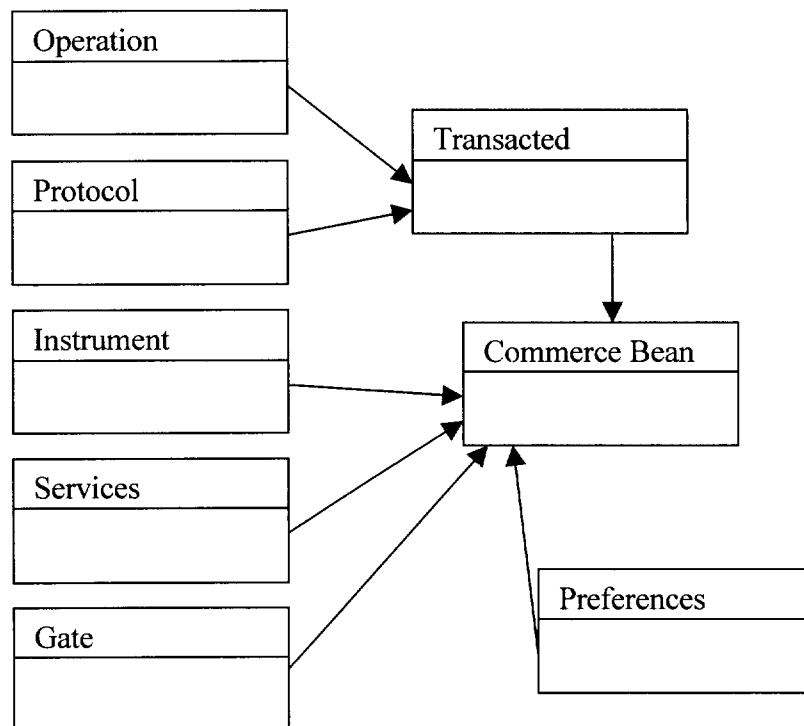 Operation
Transacted
Protocol
Instrument
Commerce Bean
Services
Preferences
Gate